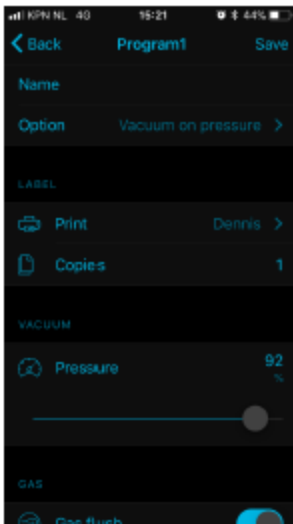 KPN NL 4G 15:21 44%
Back Program1 Save
Name
Option Vacuum on pressure >
LABEL
Print Dennis >
Copies 1
VACUUM
Pressure 92
%
GAS
Gas flush